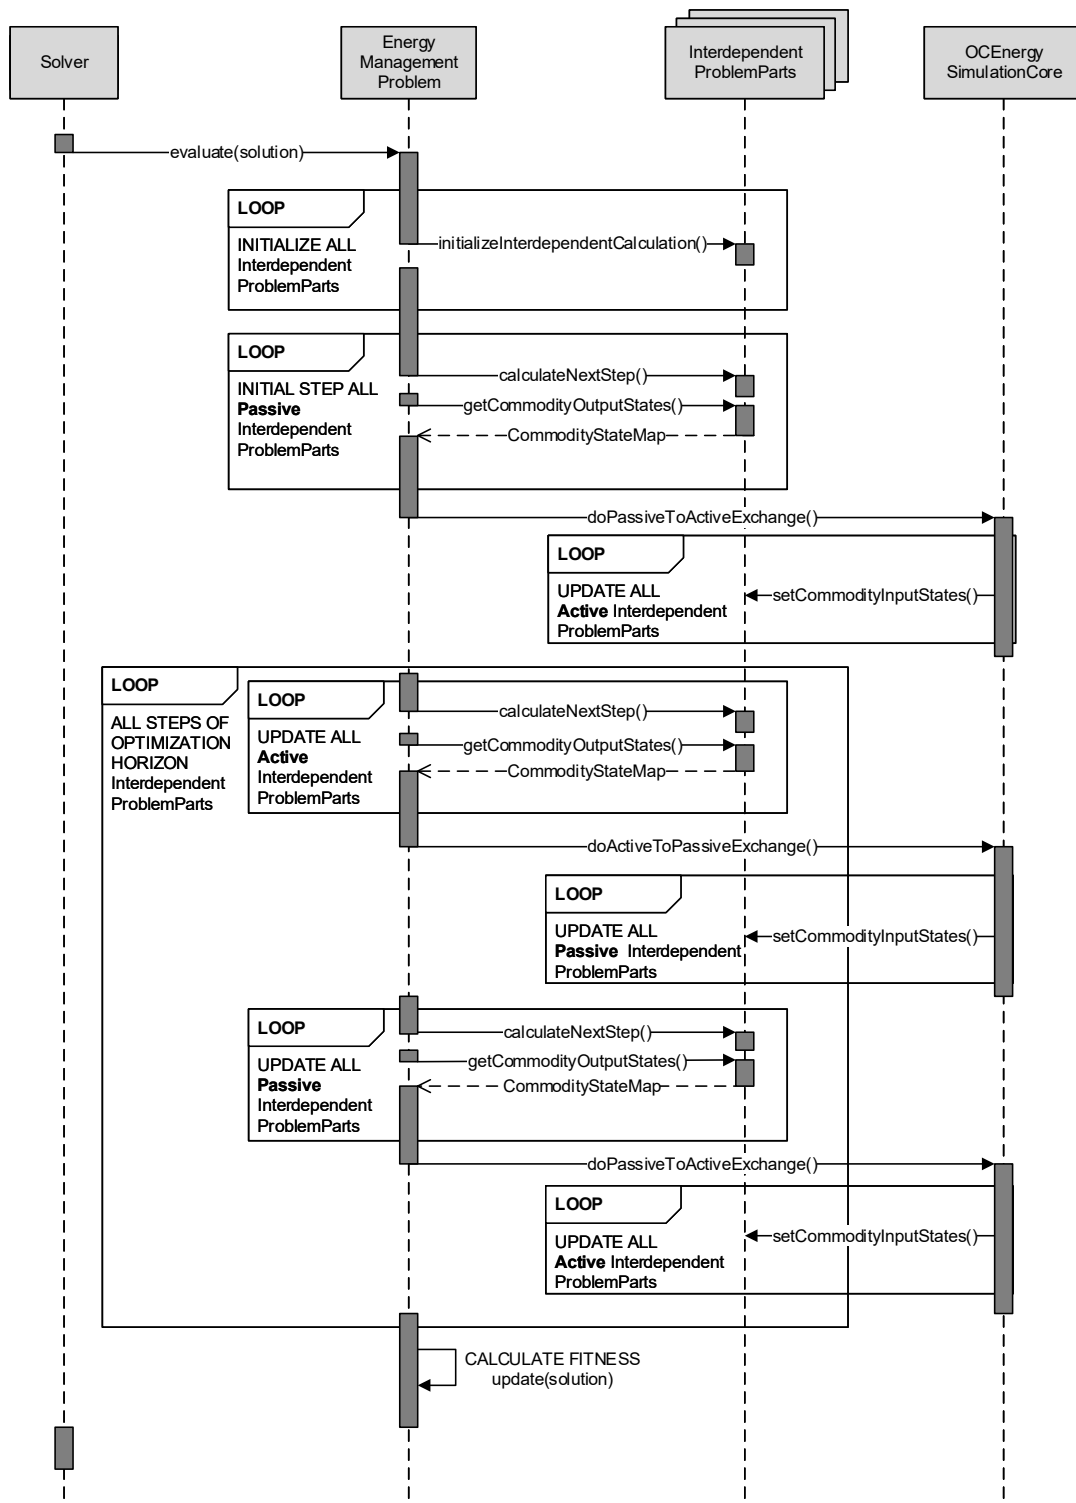 Solver
Energy
Management
Problem
Interdependent
ProblemParts
OCEnergy
SimulationCore
evaluate(solution)
LOOP
INITIALIZE ALL
Interdependent
ProblemParts
initializeInterdependentCalculation()
LOOP
INITIAL STEP ALL
Passive
Interdependent
ProblemParts
calculateNextStep()
getCommodityOutputStates()
CommodityStateMap
doPassiveToActiveExchange()
LOOP
UPDATE ALL
Active Interdependent
ProblemParts
setCommodityInputStates()
LOOP
ALL STEPS OF
OPTIMIZATION
HORIZON
Interdependent
ProblemParts
LOOP
UPDATE ALL
Active
Interdependent
ProblemParts
calculateNextStep()
getCommodityOutputStates()
CommodityStateMap
doActiveToPassiveExchange()
LOOP
UPDATE ALL
Passive Interdependent
ProblemParts
setCommodityInputStates()
LOOP
UPDATE ALL
Passive
Interdependent
ProblemParts
calculateNextStep()
getCommodityOutputStates()
CommodityStateMap
doPassiveToActiveExchange()
LOOP
UPDATE ALL
Active Interdependent
ProblemParts
setCommodityInputStates()
CALCULATE FITNESS
update(solution)